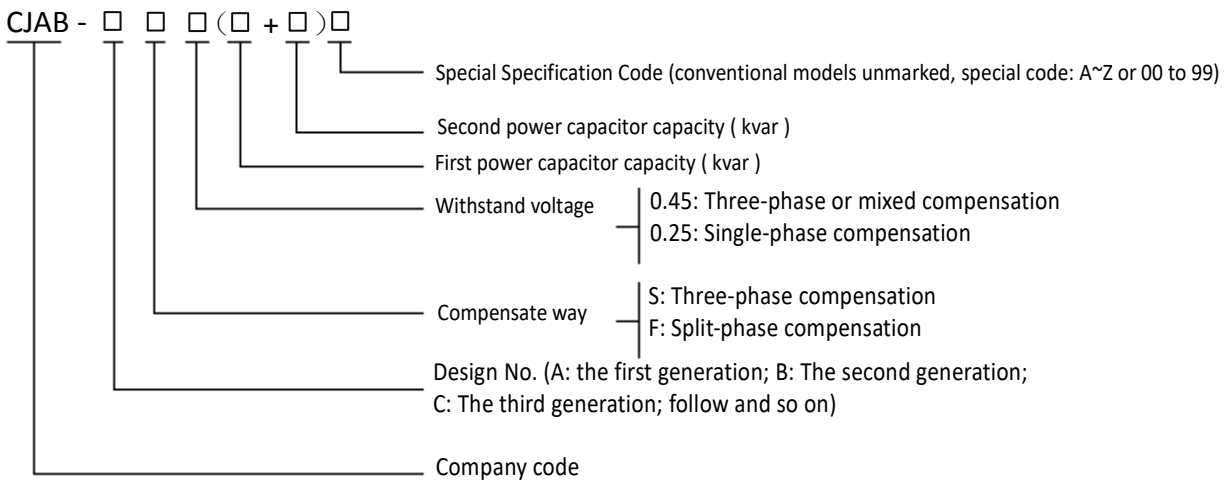 CJAB - □ □ □ (□ + □) □
Special Specification Code (conventional models unmarked, special code: A~Z or 00 to 99)
Second power capacitor capacity ( kvar )
First power capacitor capacity ( kvar )
Withstand voltage
0.45: Three-phase or mixed compensation
0.25: Single-phase compensation
Compensate way
S: Three-phase compensation
F: Split-phase compensation
Design No. (A: the first generation; B: The second generation;
C: The third generation; follow and so on)
Company code